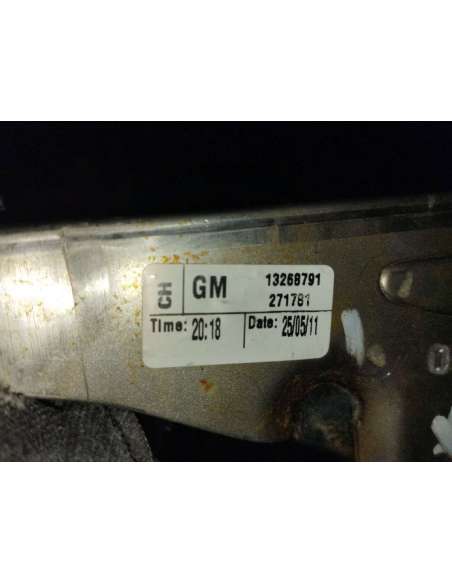 CH
GM
13268791
271781
Time: 20:18
Date: 25/05/11